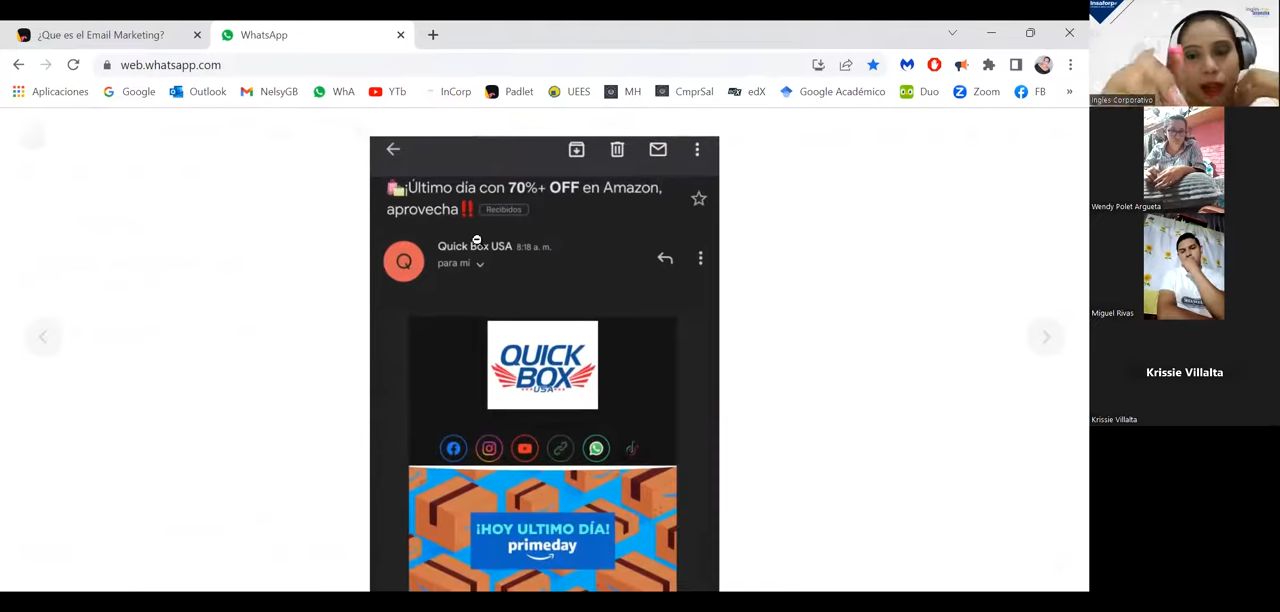 ¿Que es el Email Marketing?
WhatsApp
web.whatsapp.com
Aplicaciones
Google
Outlook
NelsyGB
WhA
YTb
InCorp
Padlet
UEES
MH
CmprSal
edX
Google Académico
Duo
Zoom
FB
»
¡Último día con 70%+ OFF en Amazon,
aprovecha‼ Recibidos
Quick Box USA 8:18 a. m.
para mí
Q
QUICK
BOX
USA
¡HOY ULTIMO DÍA!
primeday
Insaforp
Ingles Corporativo
Wendy Polet Argueta
Miguel Rivas
Krissie Villalta
Krissie Villalta